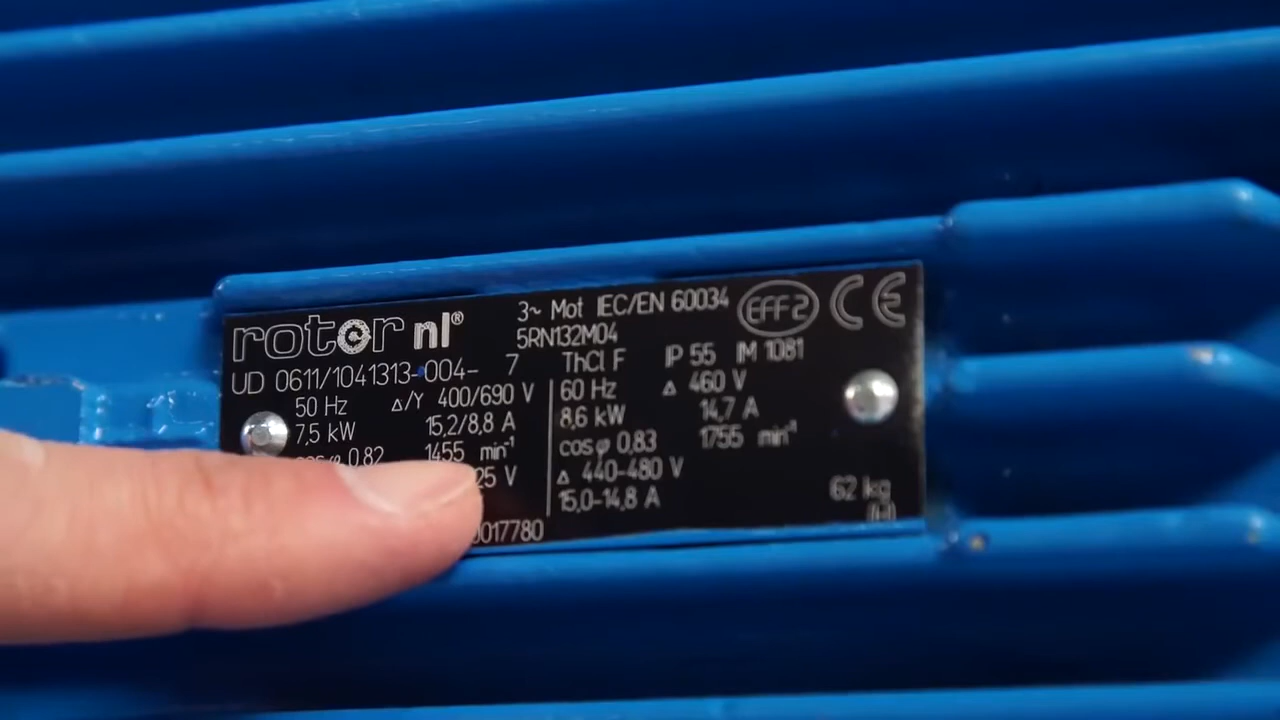 rotor nl®
3~ Mot IEC/EN 60034
EFF2 CE
5RN132M04
UD 0611/1041313-004- 7
ThCl F IP 55 IM 1081
50 Hz Δ/Y 400/690 V
7,5 kW 15,2/8,8 A
0,82 1455 min⁻¹
25 V
0017780
60 Hz Δ 460 V
8,6 kW 14,7 A
cos φ 0,83 1755 min⁻¹
Δ 440-480 V
15,0-14,8 A
62 kg
(H)